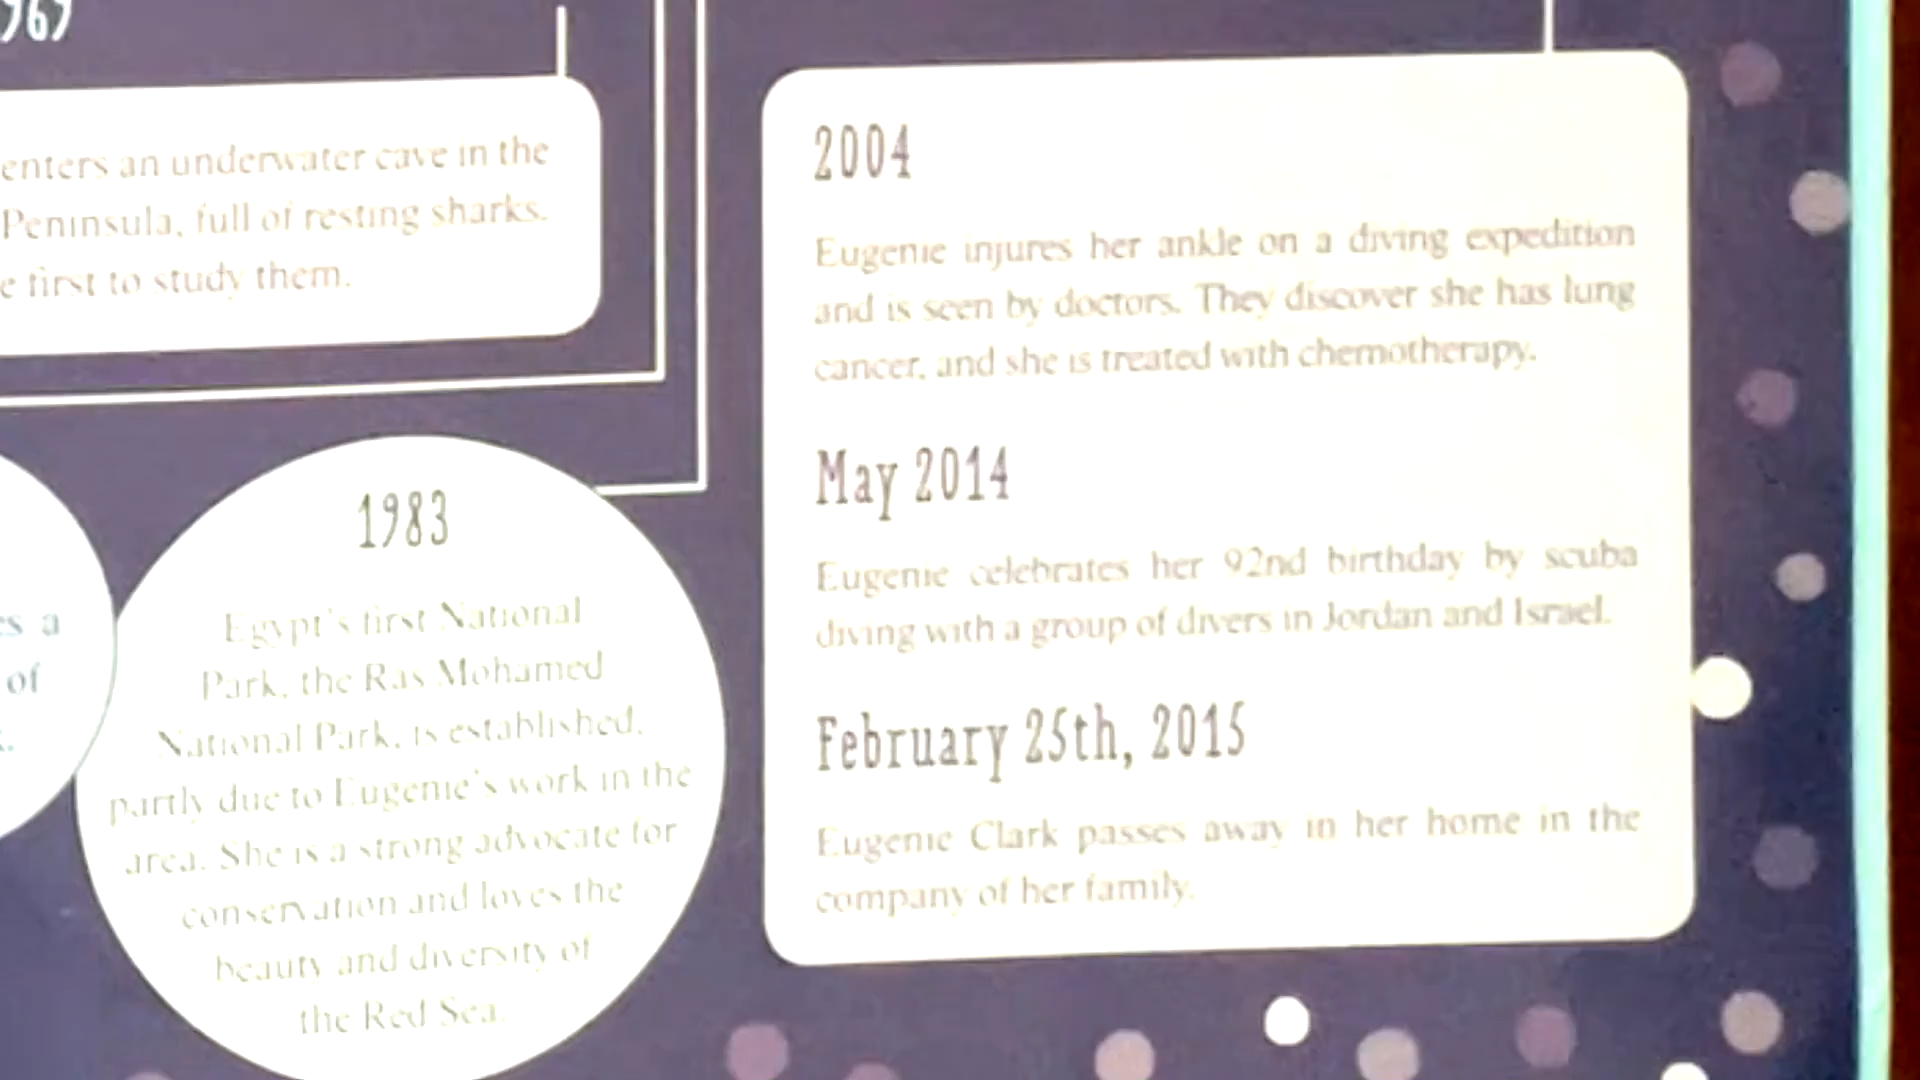 enters an underwater cave in the
Peninsula, full of resting sharks.
e first to study them.
es a
of
1983
Egypt's first National
Park, the Ras Mohamed
National Park, is established,
partly due to Eugenie's work in the
area. She is a strong advocate for
conservation and loves the
beauty and diversity of
the Red Sea.
2004
Eugenie injures her ankle on a diving expedition
and is seen by doctors. They discover she has lung
cancer, and she is treated with chemotherapy.
May 2014
Eugenie celebrates her 92nd birthday by scuba
diving with a group of divers in Jordan and Israel.
February 25th, 2015
Eugenie Clark passes away in her home in the
company of her family.